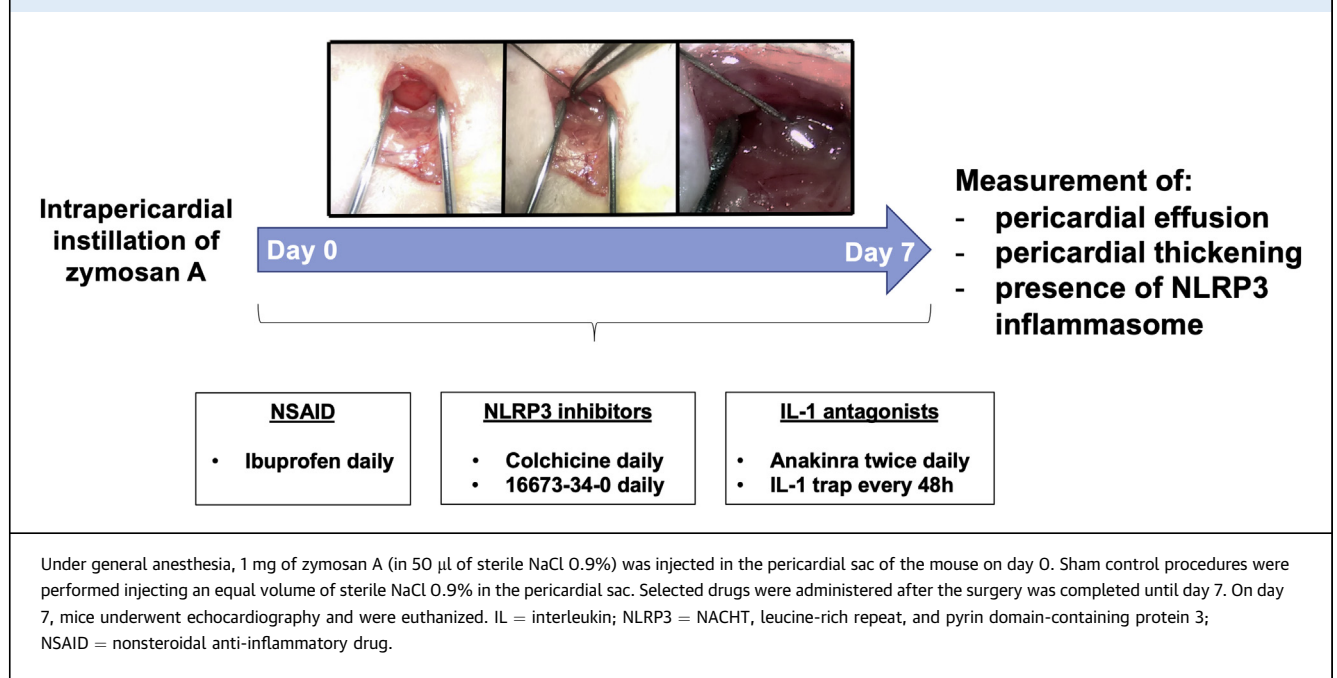 Intrapericardial
instillation of
zymosan A
Day 0
Day 7
Measurement of:
- pericardial effusion
- pericardial thickening
- presence of NLRP3
inflammasome
NSAID
• Ibuprofen daily
NLRP3 inhibitors
• Colchicine daily
• 16673-34-0 daily
IL-1 antagonists
• Anakinra twice daily
• IL-1 trap every 48h
Under general anesthesia, 1 mg of zymosan A (in 50 μl of sterile NaCl 0.9%) was injected in the pericardial sac of the mouse on day 0. Sham control procedures were
performed injecting an equal volume of sterile NaCl 0.9% in the pericardial sac. Selected drugs were administered after the surgery was completed until day 7. On day
7, mice underwent echocardiography and were euthanized. IL = interleukin; NLRP3 = NACHT, leucine-rich repeat, and pyrin domain-containing protein 3;
NSAID = nonsteroidal anti-inflammatory drug.